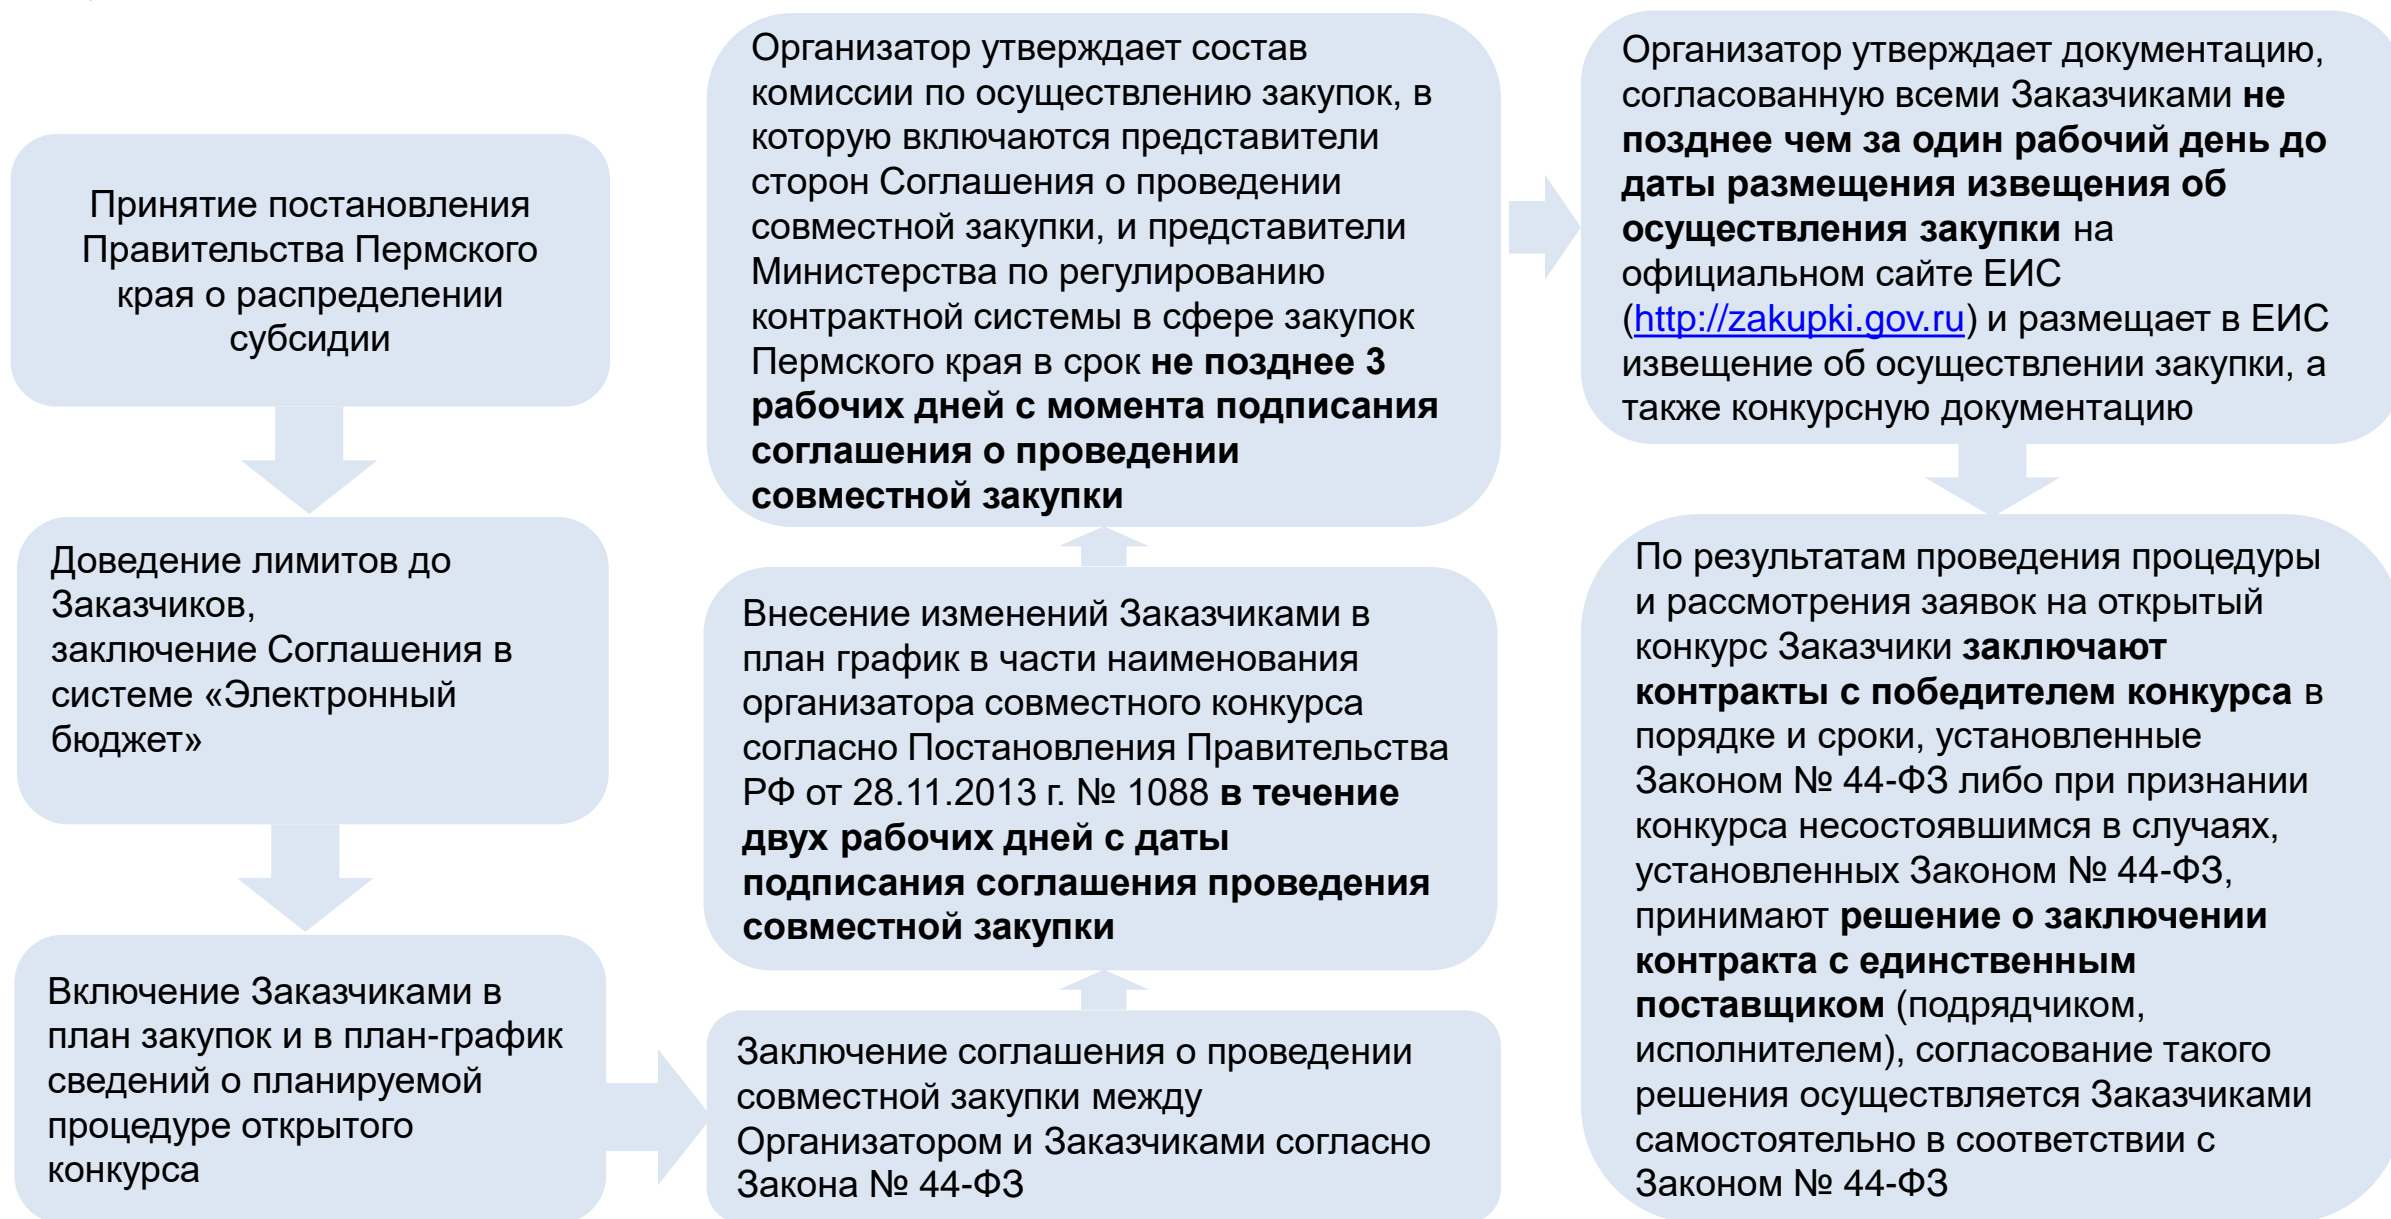 Принятие постановления
Правительства Пермского
края о распределении
субсидии
Доведение лимитов до
Заказчиков,
заключение Соглашения в
системе «Электронный
бюджет»
Включение Заказчиками в
план закупок и в план-график
сведений о планируемой
процедуре открытого
конкурса
Заключение соглашения о проведении
совместной закупки между
Организатором и Заказчиками согласно
Закона № 44-ФЗ
Внесение изменений Заказчиками в
план график в части наименования
организатора совместного конкурса
согласно Постановления Правительства
РФ от 28.11.2013 г. № 1088 в течение
двух рабочих дней с даты
подписания соглашения проведения
совместной закупки
Организатор утверждает состав
комиссии по осуществлению закупок, в
которую включаются представители
сторон Соглашения о проведении
совместной закупки, и представители
Министерства по регулированию
контрактной системы в сфере закупок
Пермского края в срок не позднее 3
рабочих дней с момента подписания
соглашения о проведении
совместной закупки
Организатор утверждает документацию,
согласованную всеми Заказчиками не
позднее чем за один рабочий день до
даты размещения извещения об
осуществления закупки на
официальном сайте ЕИС
(http://zakupki.gov.ru) и размещает в ЕИС
извещение об осуществлении закупки, а
также конкурсную документацию
По результатам проведения процедуры
и рассмотрения заявок на открытый
конкурс Заказчики заключают
контракты с победителем конкурса в
порядке и сроки, установленные
Законом № 44-ФЗ либо при признании
конкурса несостоявшимся в случаях,
установленных Законом № 44-ФЗ,
принимают решение о заключении
контракта с единственным
поставщиком (подрядчиком,
исполнителем), согласование такого
решения осуществляется Заказчиками
самостоятельно в соответствии с
Законом № 44-ФЗ